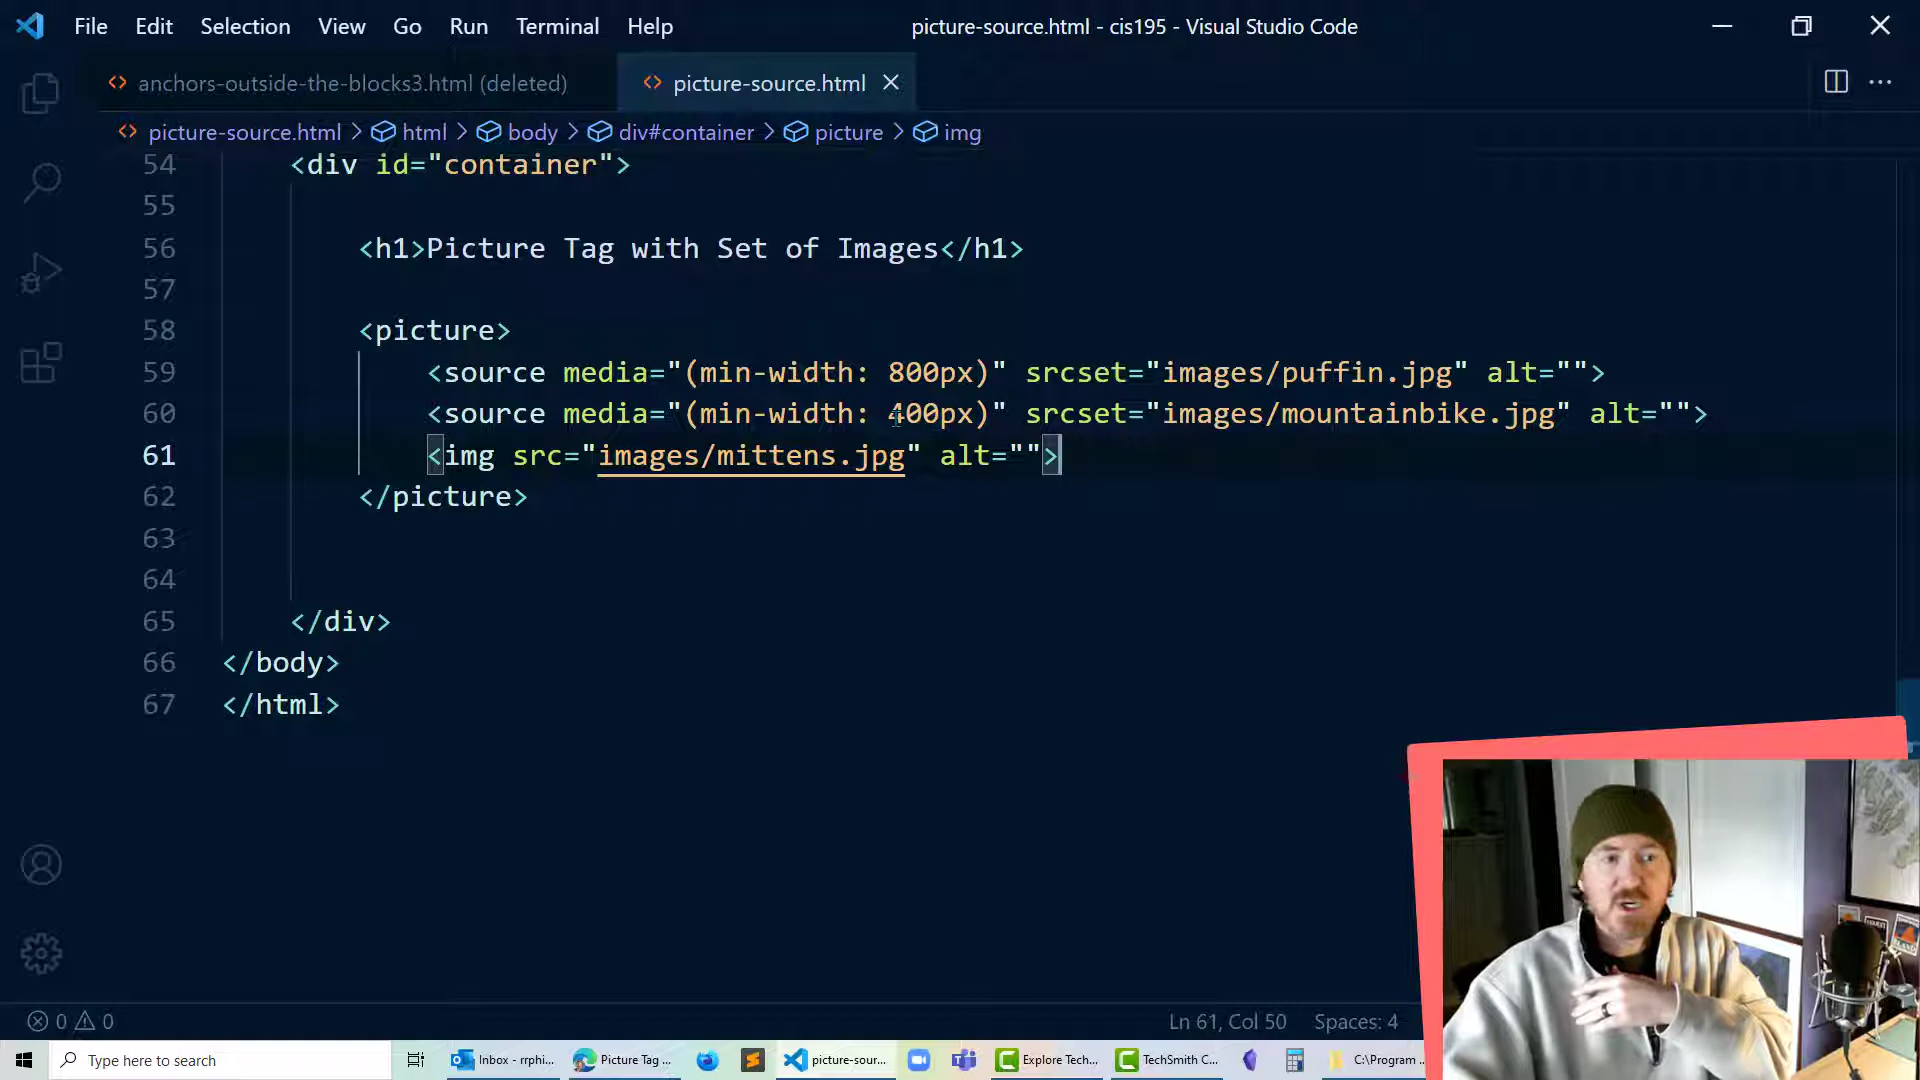 File Edit Selection View Go Run Terminal Help picture-source.html - cis195 - Visual Studio Code
anchors-outside-the-blocks3.html (deleted) picture-source.html
picture-source.html > html > body > div#container > picture > img
54 <div id="container">
55
56 <h1>Picture Tag with Set of Images</h1>
57
58 <picture>
59 <source media="(min-width: 800px)" srcset="images/puffin.jpg" alt="">
60 <source media="(min-width: 400px)" srcset="images/mountainbike.jpg" alt="">
61 <img src="images/mittens.jpg" alt="">
62 </picture>
63
64
65 </div>
66 </body>
67 </html>
0 0 Ln 61, Col 50 Spaces: 4
Type here to search Inbox - rrphi... Picture Tag ... picture-sour... Explore Tech... TechSmith C... C:\Program ...